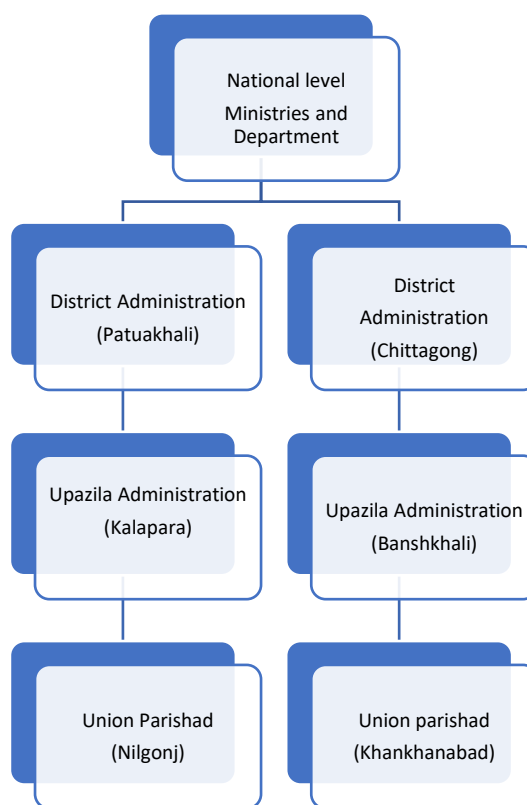 National level
Ministries and
Department
District Administration
(Patuakhali)
District
Administration
(Chittagong)
Upazila Administration
(Kalapara)
Upazila Administration
(Banshkhali)
Union Parishad
(Nilgonj)
Union parishad
(Khankhanabad)